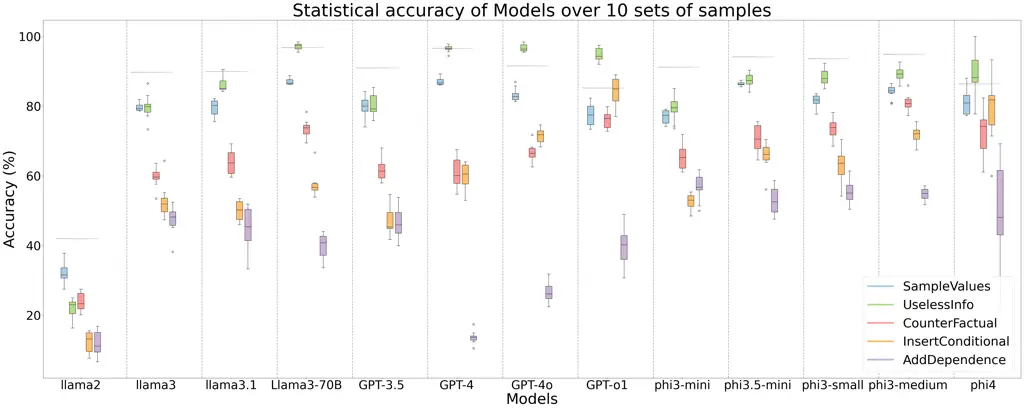 Statistical accuracy of Models over 10 sets of samples
Accuracy (%)
100
80
60
40
20
SampleValues
UselessInfo
CounterFactual
InsertConditional
AddDependence
llama2 llama3 llama3.1 Llama3-70B GPT-3.5 GPT-4 GPT-4o GPT-o1 phi3-mini phi3.5-mini phi3-small phi3-medium phi4
Models